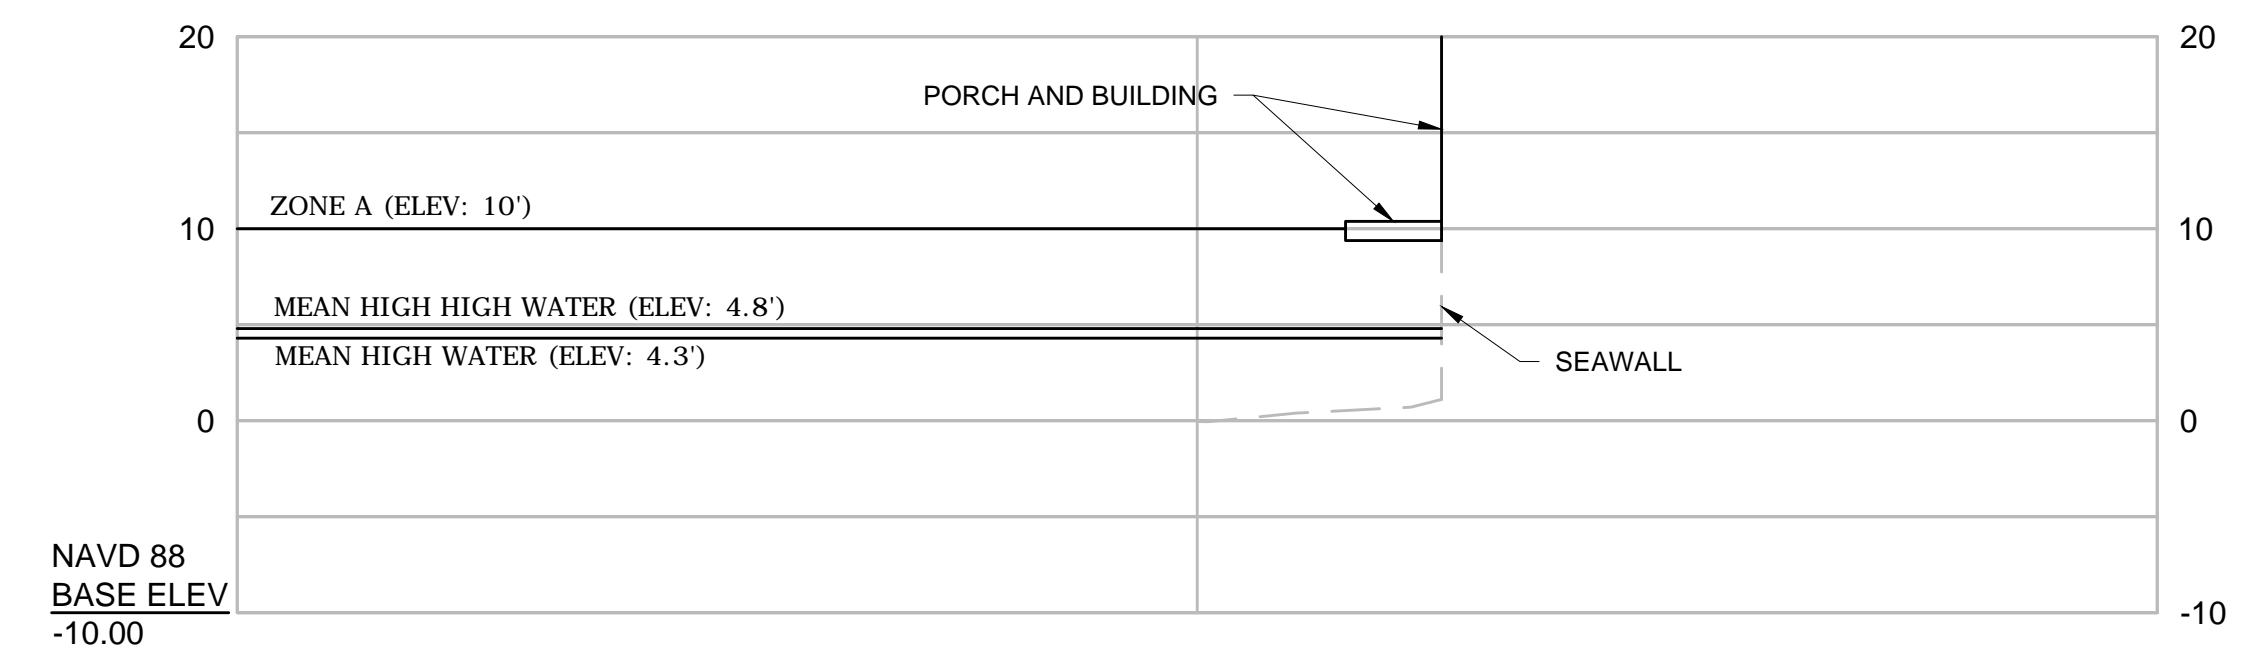 20
20
PORCH AND BUILDING
ZONE A (ELEV: 10')
10
10
MEAN HIGH HIGH WATER (ELEV: 4.8')
MEAN HIGH WATER (ELEV: 4.3')
SEAWALL
0
0
NAVD 88
BASE ELEV
-10.00
-10